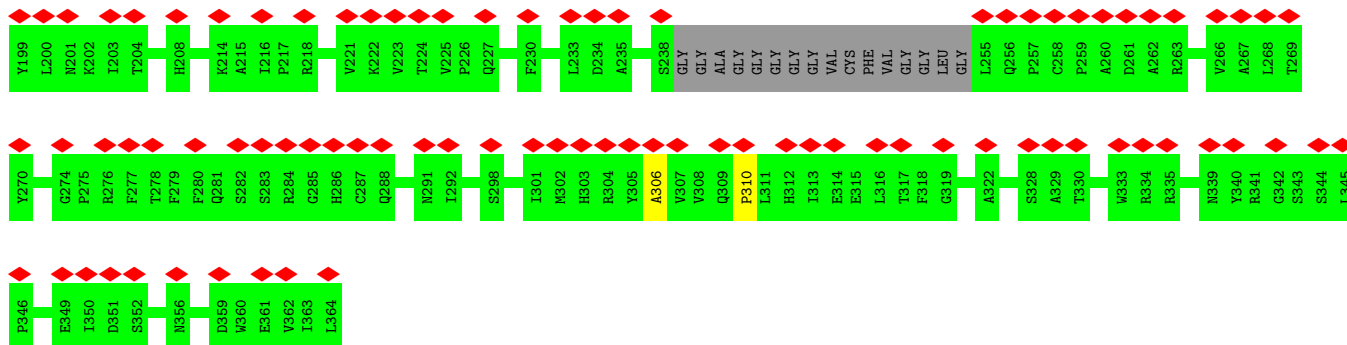 Y199 L200 N201 K202 I203 T204 H208 K214 A215 I216 P217 R218 V221 K222 V223 T224 V225 P226 Q227 F230 L233 D234 A235 S238 GLY GLY ALA GLY GLY GLY GLY GLY VAL CYS PHE VAL GLY GLY LEU GLY L255 Q256 P257 C258 P259 A260 D261 A262 R263 V266 A267 L268 T269
Y270 G274 P275 R276 F277 T278 F279 F280 Q281 S282 S283 R284 G285 H286 C287 Q288 N291 I292 S298 I301 M302 H303 R304 Y305 A306 V307 V308 Q309 P310 L311 H312 I313 E314 E315 L316 T317 F318 G319 A322 S328 A329 T330 W333 R334 R335 N339 Y340 R341 G342 S343 S344 L345
P346 E349 I350 D351 S352 N356 D359 W360 E361 V362 I363 L364